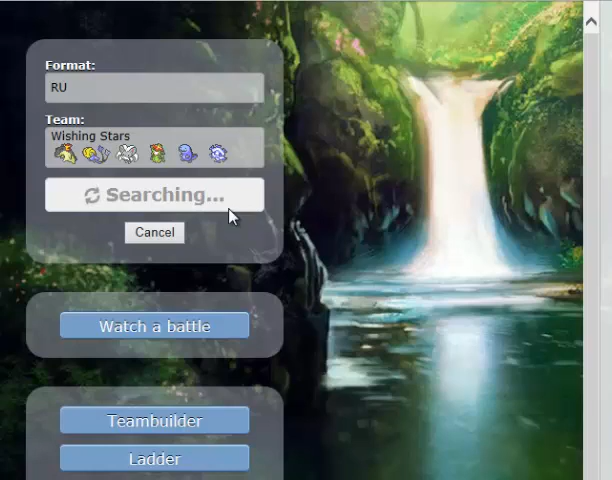 Format:
RU
Team:
Wishing Stars
Searching...
Cancel
Watch a battle
Teambuilder
Ladder